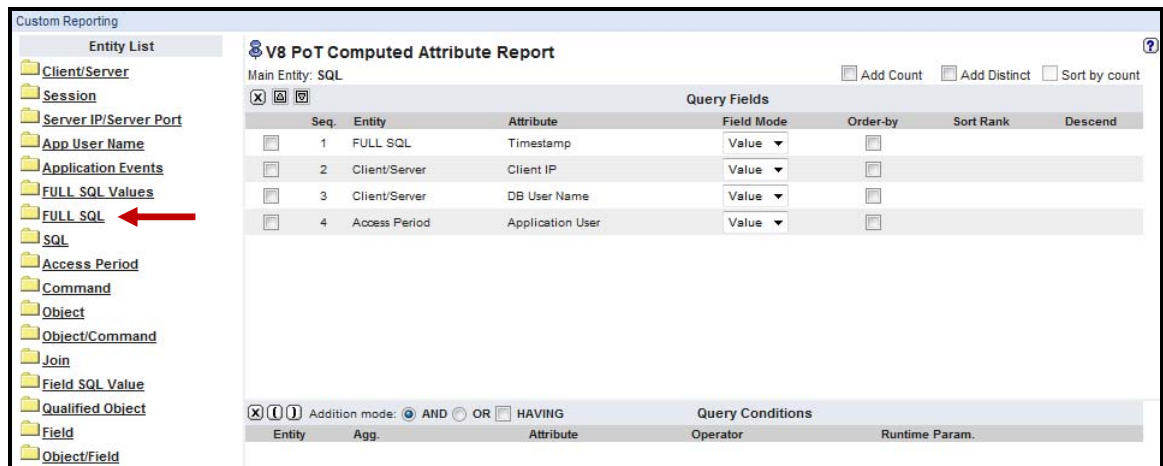 Custom Reporting
Entity List
Client/Server
Session
Server IP/Server Port
App User Name
Application Events
FULL SQL Values
FULL SQL
SQL
Access Period
Command
Object
Object/Command
Join
Field SQL Value
Qualified Object
Field
Object/Field
V8 PoT Computed Attribute Report
?
Main Entity: SQL
Add Count Add Distinct Sort by count
Query Fields
Seq. Entity Attribute Field Mode Order-by Sort Rank Descend
1 FULL SQL Timestamp Value
2 Client/Server Client IP Value
3 Client/Server DB User Name Value
4 Access Period Application User Value
X ( ) Addition mode: AND OR HAVING Query Conditions
Entity Agg. Attribute Operator Runtime Param.